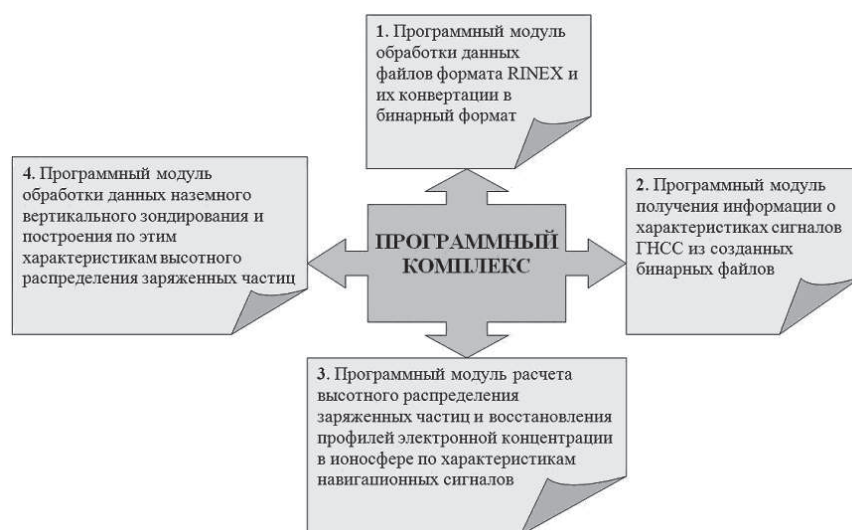 1. Программный модуль
обработки данных
файлов формата RINEX и
их конвертации в
бинарный формат
4. Программный модуль
обработки данных наземного
вертикального зондирования и
построения по этим
характеристикам высотного
распределения заряженных частиц
ПРОГРАММНЫЙ
КОМПЛЕКС
2. Программный модуль
получения информации о
характеристиках сигналов
ГНСС из созданных
бинарных файлов
3. Программный модуль расчета
высотного распределения
заряженных частиц и восстановления
профилей электронной концентрации
в ионосфере по характеристикам
навигационных сигналов